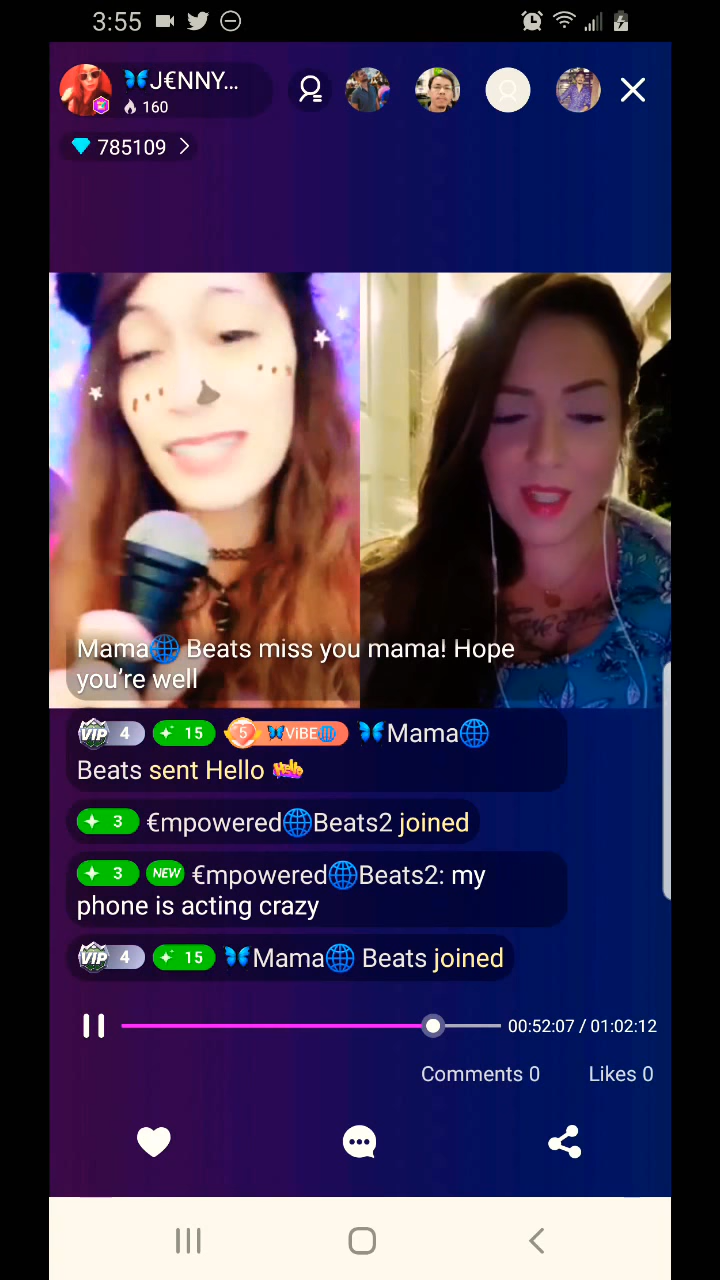 3:55
🦋J€NNY...
160
785109 >
Mama🌐 Beats miss you mama! Hope
you're well
VIP 4 15 5 🦋ViBE🌐 🦋Mama🌐
Beats sent Hello Hello
3 €mpowered🌐Beats2 joined
3 NEW €mpowered🌐Beats2: my
phone is acting crazy
VIP 4 15 🦋Mama🌐 Beats joined
00:52:07 / 01:02:12
Comments 0 Likes 0